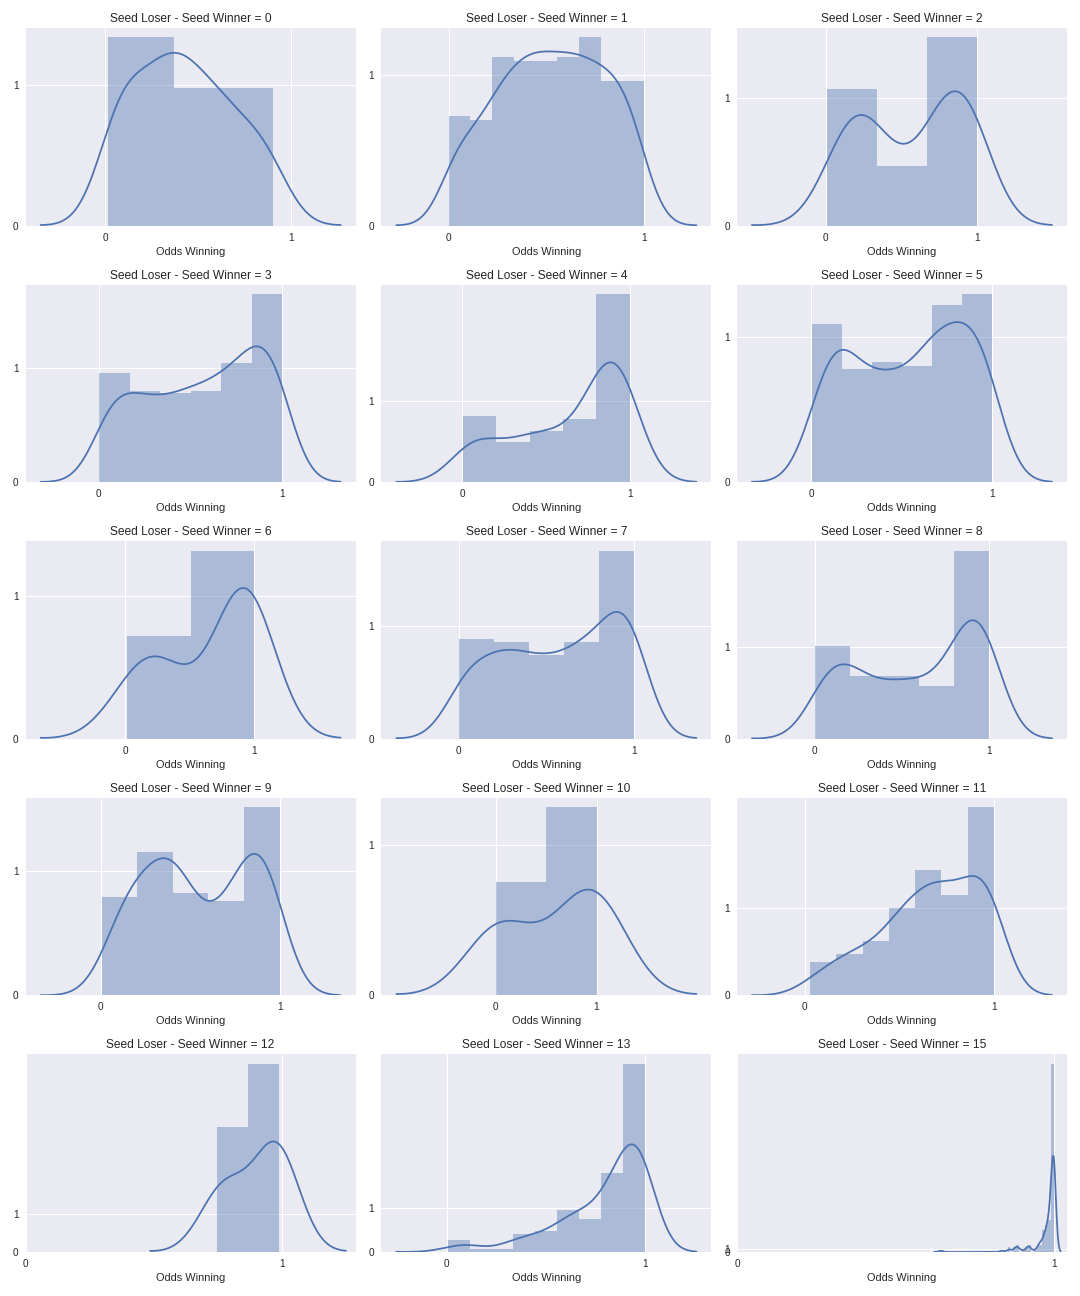 Seed Loser - Seed Winner = 0
1
0
0 1
Odds Winning
Seed Loser - Seed Winner = 1
1
0
0 1
Odds Winning
Seed Loser - Seed Winner = 2
1
0
0 1
Odds Winning
Seed Loser - Seed Winner = 3
1
0
0 1
Odds Winning
Seed Loser - Seed Winner = 4
1
0
0 1
Odds Winning
Seed Loser - Seed Winner = 5
1
0
0 1
Odds Winning
Seed Loser - Seed Winner = 6
1
0
0 1
Odds Winning
Seed Loser - Seed Winner = 7
1
0
0 1
Odds Winning
Seed Loser - Seed Winner = 8
1
0
0 1
Odds Winning
Seed Loser - Seed Winner = 9
1
0
0 1
Odds Winning
Seed Loser - Seed Winner = 10
1
0
0 1
Odds Winning
Seed Loser - Seed Winner = 11
1
0
0 1
Odds Winning
Seed Loser - Seed Winner = 12
1
0
0 1
Odds Winning
Seed Loser - Seed Winner = 13
1
0
0 1
Odds Winning
Seed Loser - Seed Winner = 15
1
0
0 1
Odds Winning